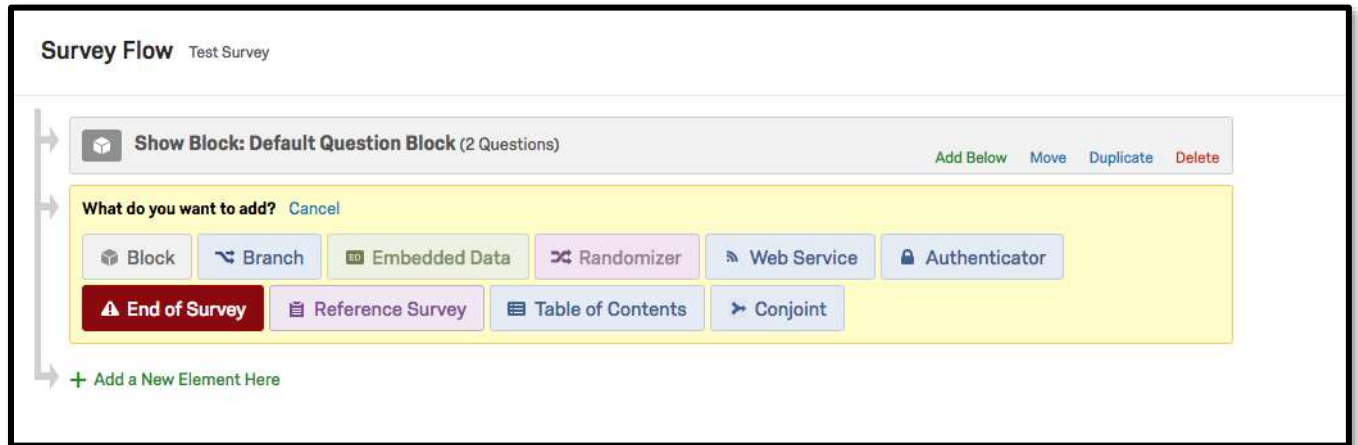 Survey Flow Test Survey
Show Block: Default Question Block (2 Questions)
Add Below Move Duplicate Delete
What do you want to add? Cancel
Block Branch ED Embedded Data Randomizer Web Service Authenticator
End of Survey Reference Survey Table of Contents Conjoint
+ Add a New Element Here